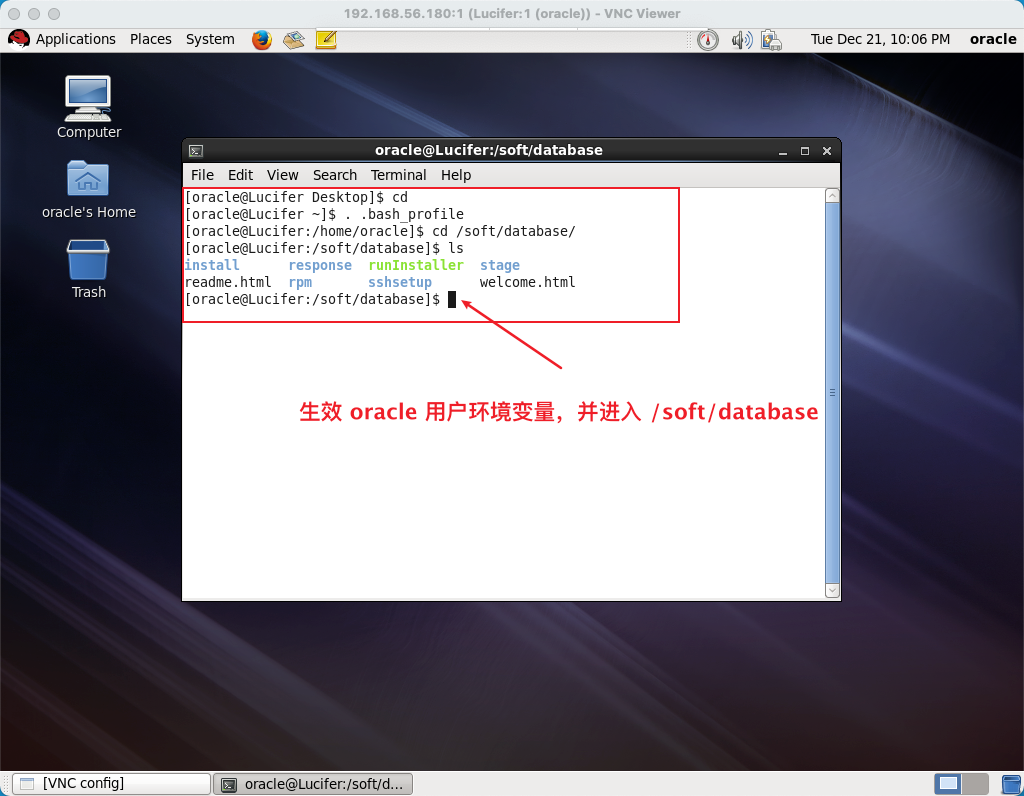 192.168.56.180:1 (Lucifer:1 (oracle)) - VNC Viewer
Applications Places System Tue Dec 21, 10:06 PM oracle
Computer
oracle's Home
Trash
oracle@Lucifer:/soft/database
File Edit View Search Terminal Help
[oracle@Lucifer Desktop]$ cd
[oracle@Lucifer ~]$ . .bash_profile
[oracle@Lucifer:/home/oracle]$ cd /soft/database/
[oracle@Lucifer:/soft/database]$ ls
install response runInstaller stage
readme.html rpm sshsetup welcome.html
[oracle@Lucifer:/soft/database]$
生效 oracle 用户环境变量，并进入 /soft/database
[VNC config] oracle@Lucifer:/soft/d...